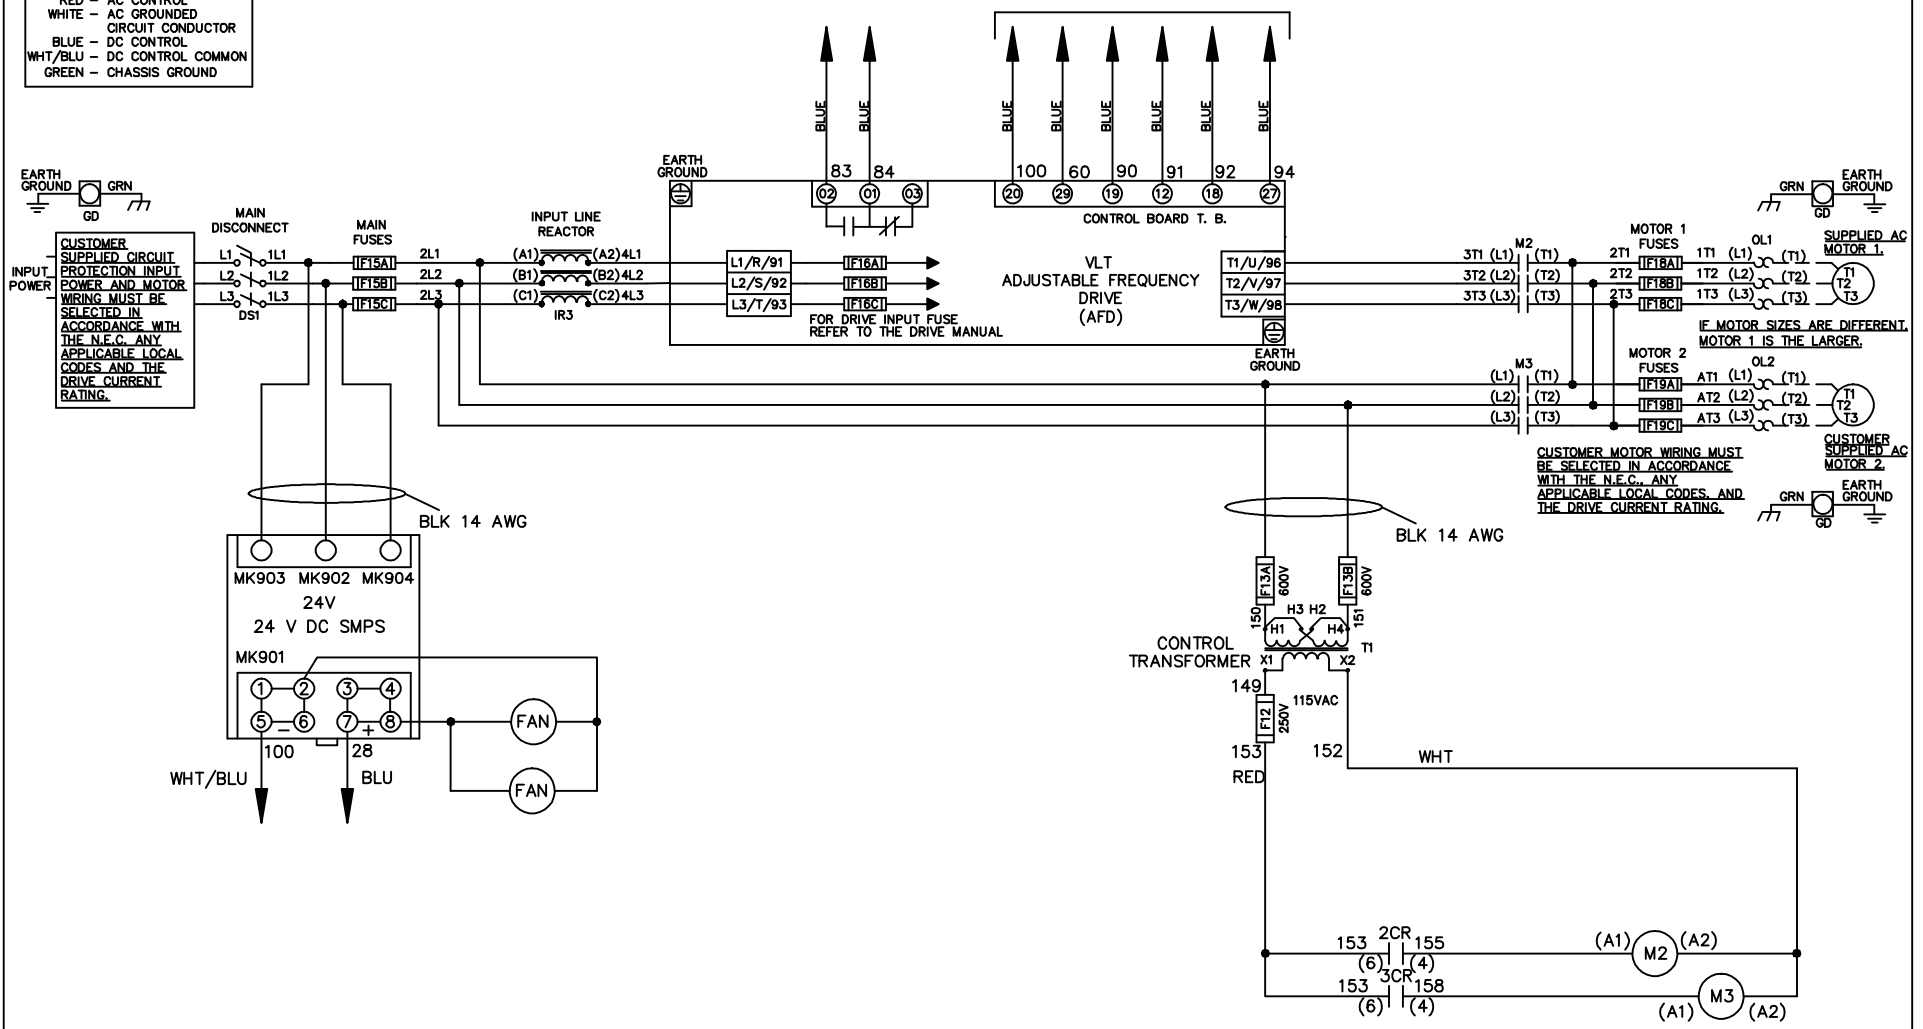 RED – AC CONTROL
WHITE – AC GROUNDED
CIRCUIT CONDUCTOR
BLUE – DC CONTROL
WHT/BLU – DC CONTROL COMMON
GREEN – CHASSIS GROUND
BLUE
BLUE
BLUE
BLUE
BLUE
BLUE
BLUE
BLUE
83
84
100
60
90
91
92
94
02
01
03
20
29
19
12
18
27
CONTROL BOARD T. B.
EARTH
GROUND
EARTH
GROUND
GRN
GD
GRN
EARTH
GROUND
GD
INPUT
POWER
CUSTOMER
SUPPLIED CIRCUIT
PROTECTION INPUT
POWER AND MOTOR
WIRING MUST BE
SELECTED IN
ACCORDANCE WITH
THE N.E.C. ANY
APPLICABLE LOCAL
CODES AND THE
DRIVE CURRENT
RATING.
MAIN
DISCONNECT
L1 1L1
L2 1L2
L3 1L3
DS1
MAIN
FUSES
F15A
F15B
F15C
2L1
2L2
2L3
INPUT LINE
REACTOR
(A1) (A2) 4L1
(B1) (B2) 4L2
(C1) (C2) 4L3
IR3
L1/R/91
L2/S/92
L3/T/93
F16A
F16B
F16C
FOR DRIVE INPUT FUSE
REFER TO THE DRIVE MANUAL
VLT
ADJUSTABLE FREQUENCY
DRIVE
(AFD)
T1/U/96
T2/V/97
T3/W/98
EARTH
GROUND
M2
3T1 (L1) (T1)
3T2 (L2) (T2)
3T3 (L3) (T3)
MOTOR 1
FUSES
2T1 F18A 1T1 (L1) (T1)
2T2 F18B 1T2 (L2) (T2)
2T3 F18C 1T3 (L3) (T3)
OL1
SUPPLIED AC
MOTOR 1.
T1
T2
T3
IF MOTOR SIZES ARE DIFFERENT,
MOTOR 1 IS THE LARGER.
M3
(L1) (T1)
(L2) (T2)
(L3) (T3)
MOTOR 2
FUSES
OL2
F19A AT1 (L1) (T1)
F19B AT2 (L2) (T2)
F19C AT3 (L3) (T3)
T1
T2
T3
CUSTOMER
SUPPLIED AC
MOTOR 2.
CUSTOMER MOTOR WIRING MUST
BE SELECTED IN ACCORDANCE
WITH THE N.E.C., ANY
APPLICABLE LOCAL CODES, AND
THE DRIVE CURRENT RATING.
GRN
EARTH
GROUND
GD
BLK 14 AWG
BLK 14 AWG
MK903 MK902 MK904
24V
24 V DC SMPS
MK901
1 2 3 4
5 – 6 7 + 8
FAN
FAN
100
28
WHT/BLU
BLU
F13A
600V
F13B
600V
150
151
H3 H2
H1 H4
T1
CONTROL
TRANSFORMER
X1 X2
149
115VAC
F12
250V
153
152
RED
WHT
2CR
153 155
(6) (4)
(A1) M2 (A2)
3CR
153 158
(6) (4)
(A1) M3 (A2)